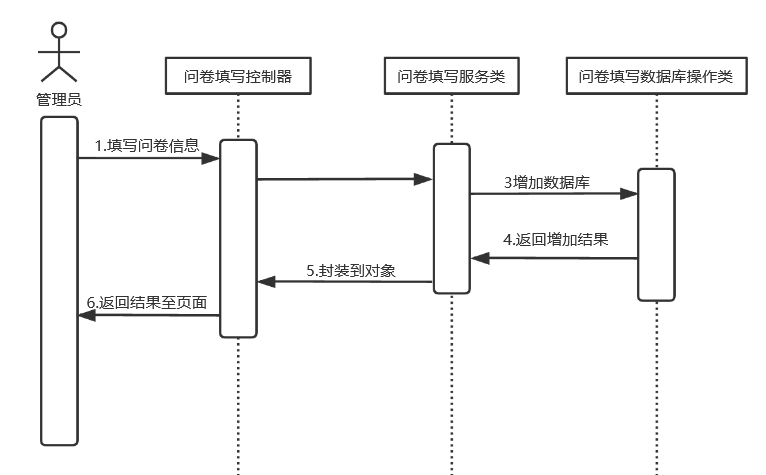 问卷填写控制器
问卷填写服务类
问卷填写数据库操作类
管理员
1.填写问卷信息
3增加数据库
4.返回增加结果
5.封装到对象
6.返回结果至页面